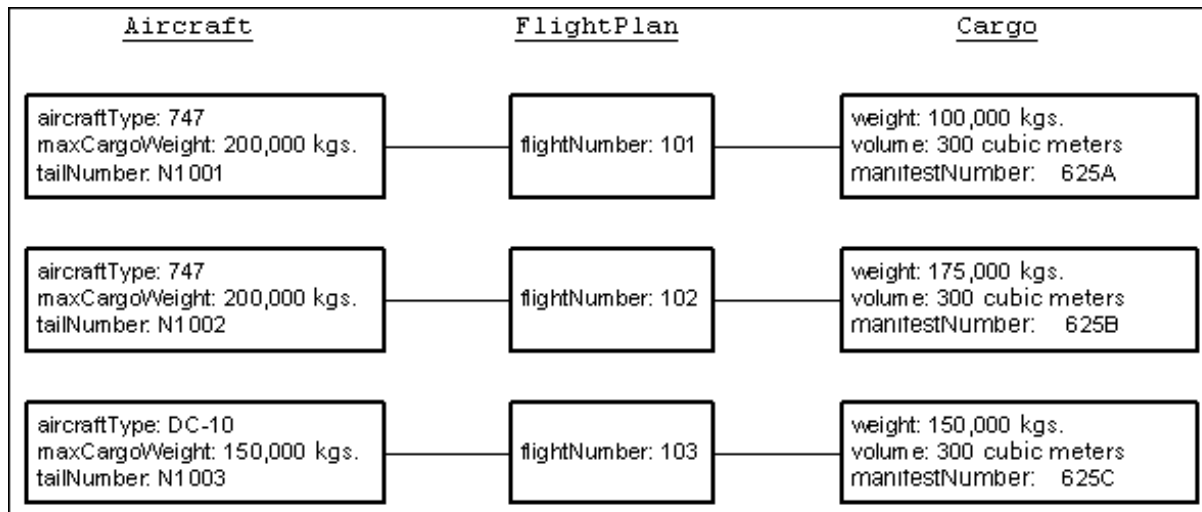 Aircraft FlightPlan Cargo
aircraftType: 747
maxCargoWeight: 200,000 kgs.
tailNumber: N1001
flightNumber: 101
weight: 100,000 kgs.
volume: 300 cubic meters
manifestNumber: 625A
aircraftType: 747
maxCargoWeight: 200,000 kgs.
tailNumber: N1002
flightNumber: 102
weight: 175,000 kgs.
volume: 300 cubic meters
manifestNumber: 625B
aircraftType: DC-10
maxCargoWeight: 150,000 kgs.
tailNumber: N1003
flightNumber: 103
weight: 150,000 kgs.
volume: 300 cubic meters
manifestNumber: 625C